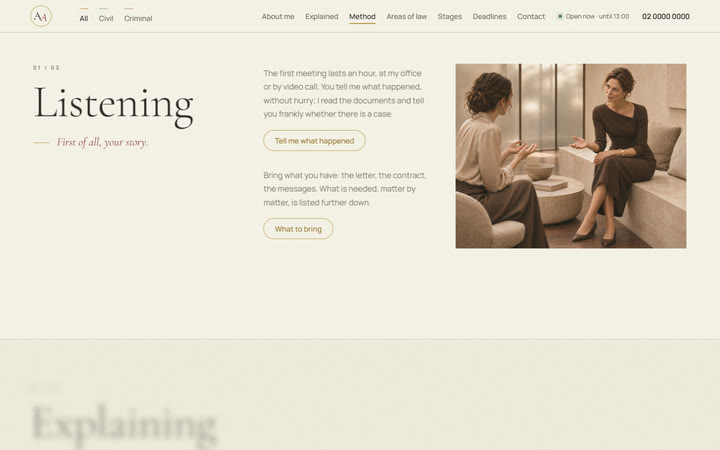 AA
All
Civil
Criminal
About me
Explained
Method
Areas of law
Stages
Deadlines
Contact
Open now · until 13:00
02 0000 0000
01 / 03
Listening
First of all, your story.
The first meeting lasts an hour, at my office
or by video call. You tell me what happened,
without hurry; I read the documents and tell
you frankly whether there is a case.
Tell me what happened
Bring what you have: the letter, the contract,
the messages. What is needed, matter by
matter, is listed further down.
What to bring
Explaining